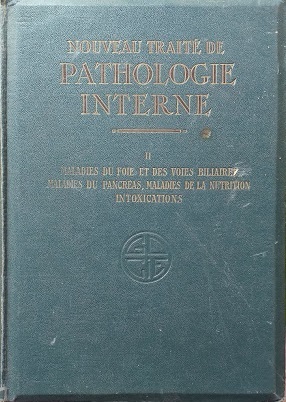 NOUVEAU TRAITÉ DE
PATHOLOGIE
INTERNE
II
MALADIES DU FOIE ET DES VOIES BILIAIRES,
MALADIES DU PANCRÉAS, MALADIES DE LA NUTRITION
INTOXICATIONS